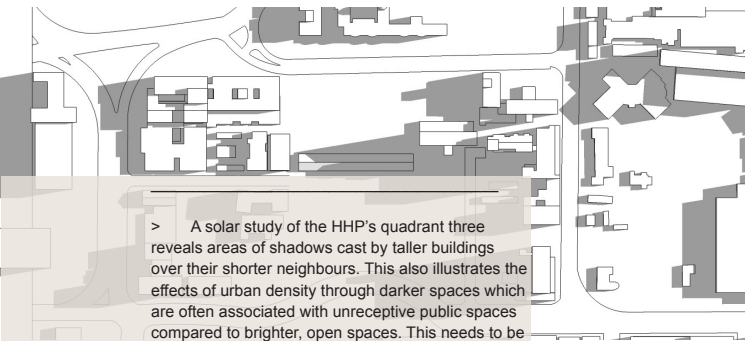 > A solar study of the HHP's quadrant three
reveals areas of shadows cast by taller buildings
over their shorter neighbours. This also illustrates the
effects of urban density through darker spaces which
are often associated with unreceptive public spaces
compared to brighter, open spaces. This needs to be